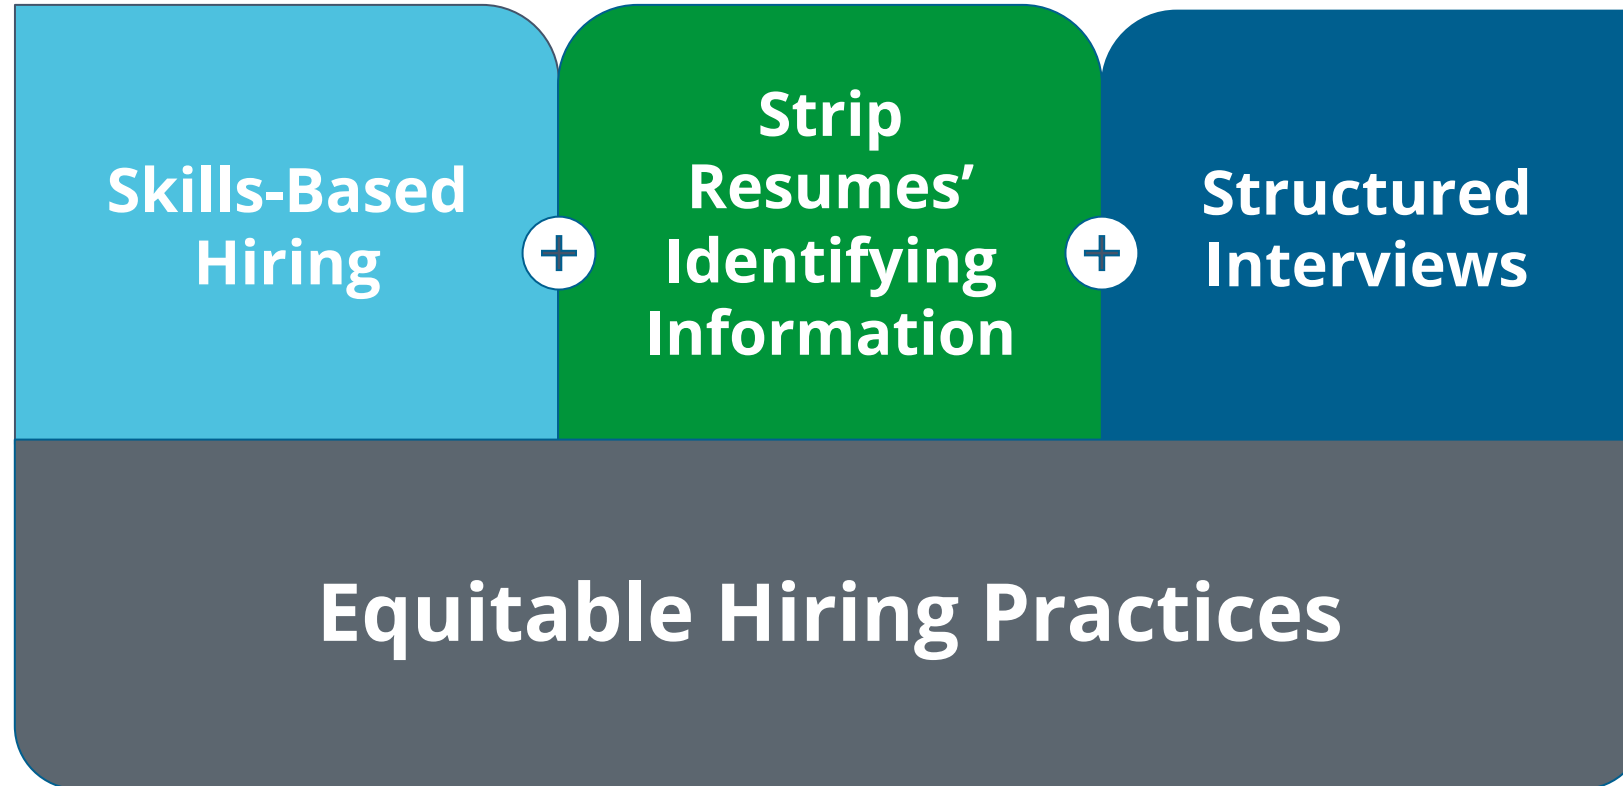 Skills-Based
Hiring
+
Strip
Resumes’
Identifying
Information
+
Structured
Interviews
Equitable Hiring Practices